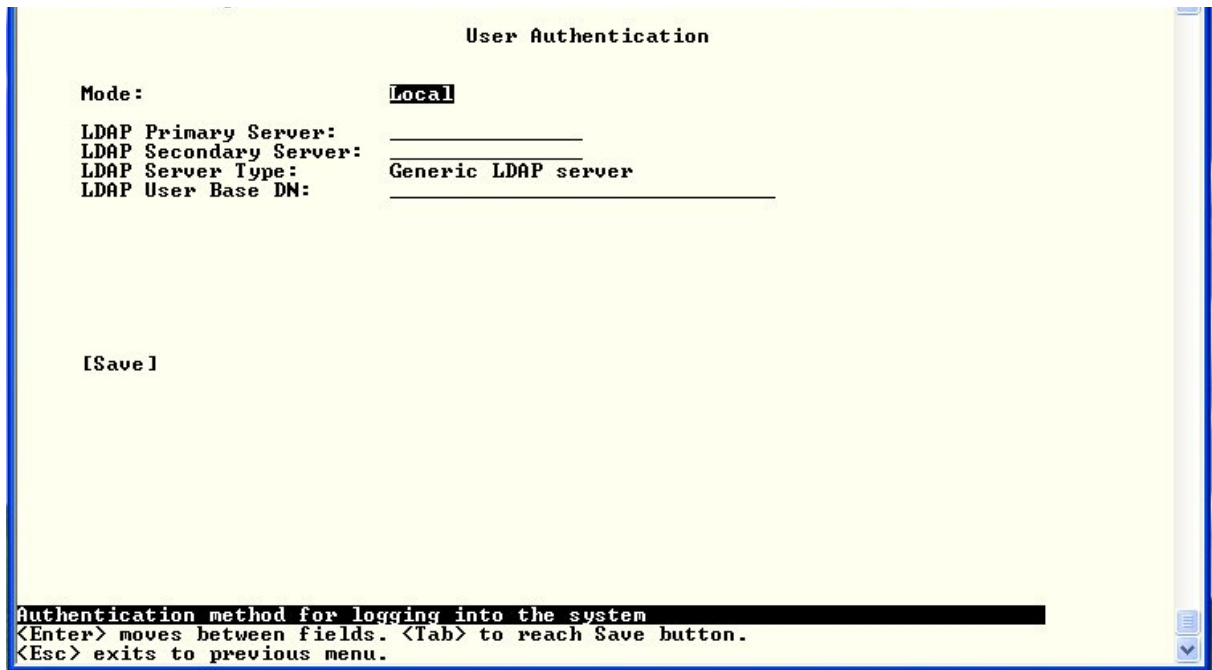 User Authentication
Mode: Local
LDAP Primary Server:
LDAP Secondary Server:
LDAP Server Type: Generic LDAP server
LDAP User Base DN:
[Save]
Authentication method for logging into the system
<Enter> moves between fields. <Tab> to reach Save button.
<Esc> exits to previous menu.